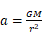 a = GM/r²